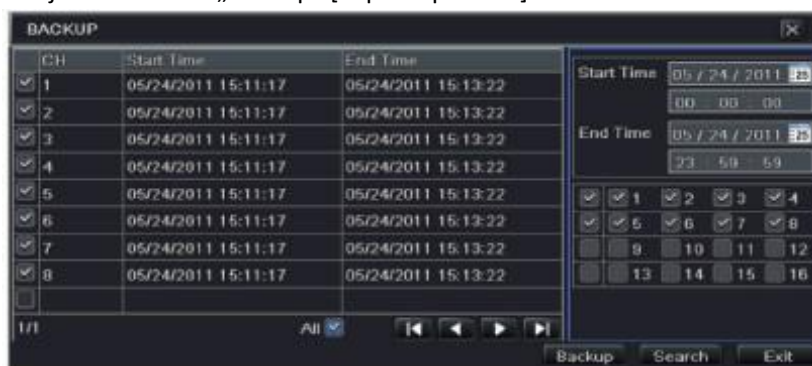 BACKUP
CH Start Time End Time
1 05/24/2011 15:11:17 05/24/2011 15:13:22
2 05/24/2011 15:11:17 05/24/2011 15:13:22
3 05/24/2011 15:11:17 05/24/2011 15:13:22
4 05/24/2011 15:11:17 05/24/2011 15:13:22
5 05/24/2011 15:11:17 05/24/2011 15:13:22
6 05/24/2011 15:11:17 05/24/2011 15:13:22
7 05/24/2011 15:11:17 05/24/2011 15:13:22
8 05/24/2011 15:11:17 05/24/2011 15:13:22
1/1 All
Start Time 05 / 24 / 2011
00 : 00 : 00
End Time 05 / 24 / 2011
23 : 59 : 59
1 2 3 4
5 6 7 8
9 10 11 12
13 14 15 16
Backup Search Exit